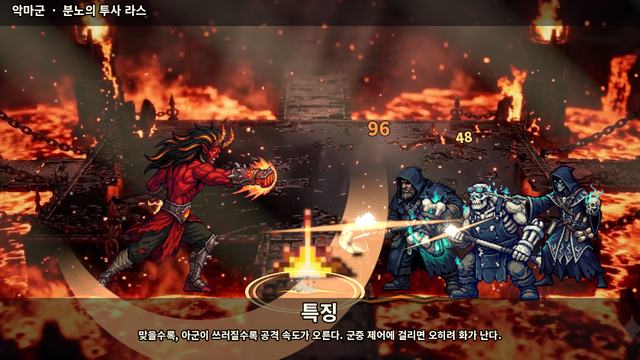 악마군 · 분노의 투사 라스
96
48
특징
맞을수록, 아군이 쓰러질수록 공격 속도가 오른다. 군중 제어에 걸리면 오히려 화가 난다.